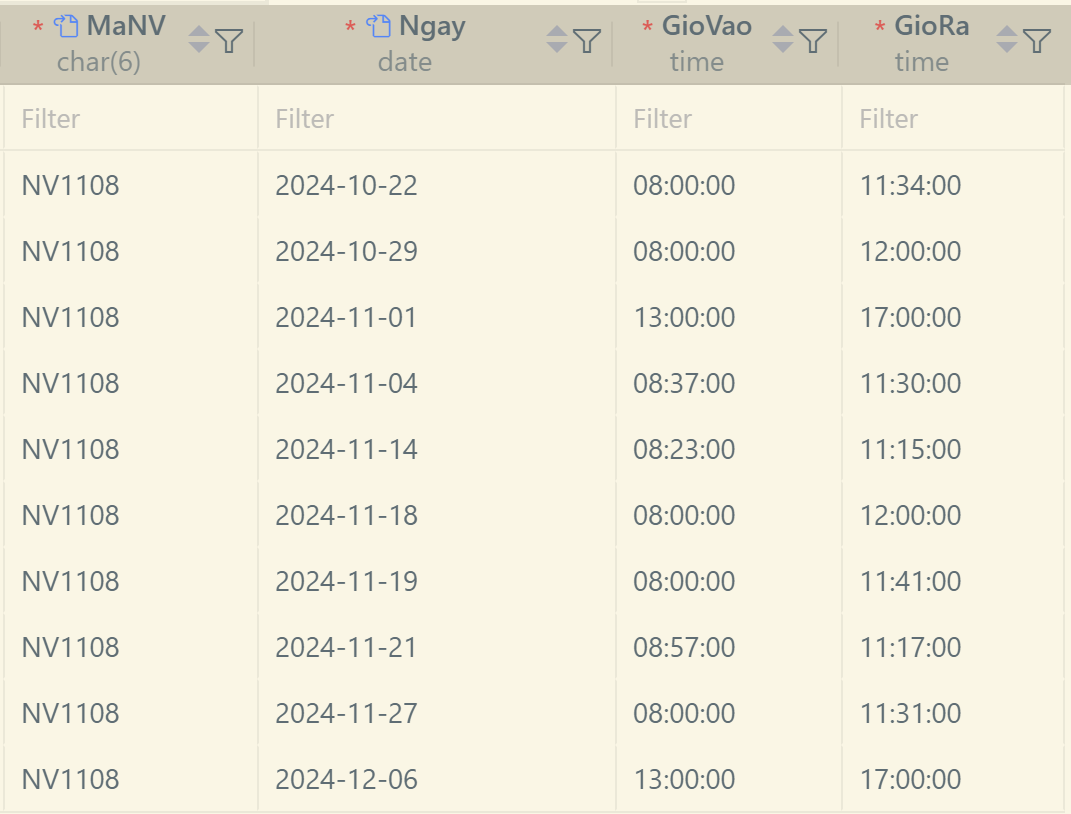 * MaNV * Ngay * GioVao * GioRa
char(6) date time time
Filter Filter Filter Filter
NV1108 2024-10-22 08:00:00 11:34:00
NV1108 2024-10-29 08:00:00 12:00:00
NV1108 2024-11-01 13:00:00 17:00:00
NV1108 2024-11-04 08:37:00 11:30:00
NV1108 2024-11-14 08:23:00 11:15:00
NV1108 2024-11-18 08:00:00 12:00:00
NV1108 2024-11-19 08:00:00 11:41:00
NV1108 2024-11-21 08:57:00 11:17:00
NV1108 2024-11-27 08:00:00 11:31:00
NV1108 2024-12-06 13:00:00 17:00:00